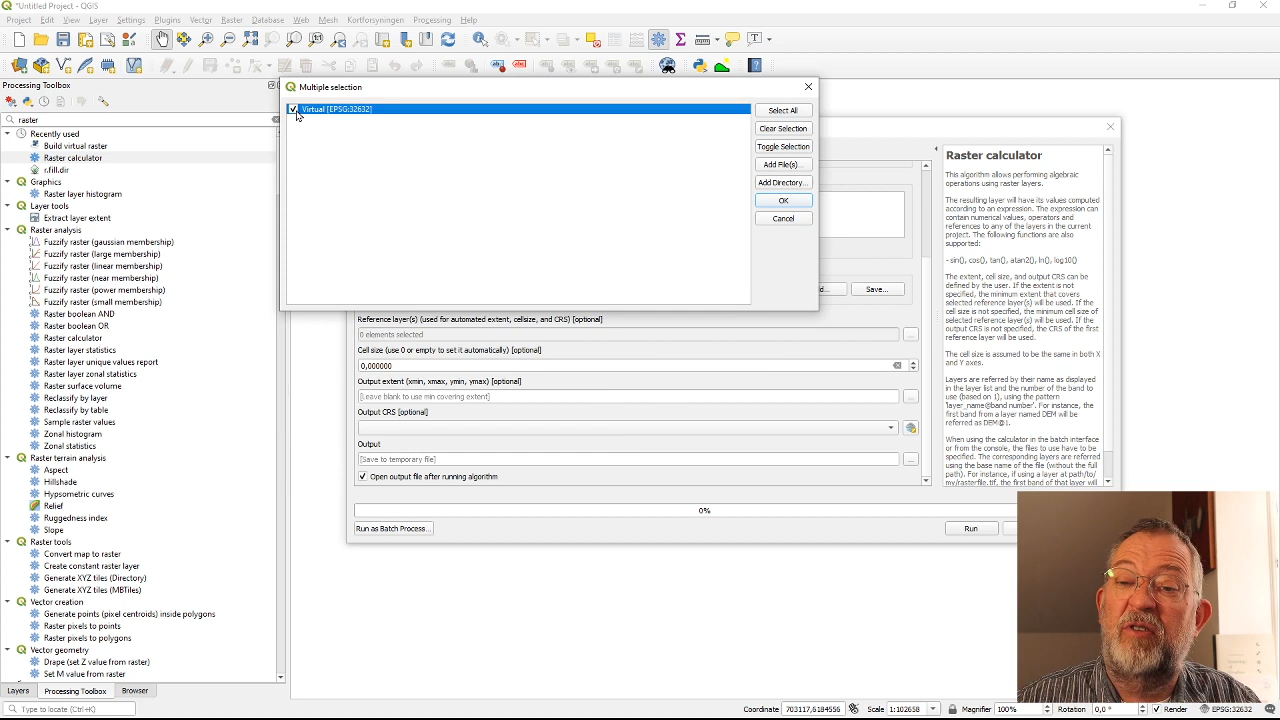 *Untitled Project - QGIS
Project Edit View Layer Settings Plugins Vector Raster Database Web Mesh Kortforsyningen Processing Help
Processing Toolbox
raster
Recently used
Build virtual raster
Raster calculator
r.fill.dir
Graphics
Raster layer histogram
Layer tools
Extract layer extent
Raster analysis
Fuzzify raster (gaussian membership)
Fuzzify raster (large membership)
Fuzzify raster (linear membership)
Fuzzify raster (near membership)
Fuzzify raster (power membership)
Fuzzify raster (small membership)
Raster boolean AND
Raster boolean OR
Raster calculator
Raster layer statistics
Raster layer unique values report
Raster layer zonal statistics
Raster surface volume
Reclassify by layer
Reclassify by table
Sample raster values
Zonal histogram
Zonal statistics
Raster terrain analysis
Aspect
Hillshade
Hypsometric curves
Relief
Ruggedness index
Slope
Raster tools
Convert map to raster
Create constant raster layer
Generate XYZ tiles (Directory)
Generate XYZ tiles (MBTiles)
Vector creation
Generate points (pixel centroids) inside polygons
Raster pixels to points
Raster pixels to polygons
Vector geometry
Drape (set Z value from raster)
Set M value from raster
Layers Processing Toolbox Browser
Multiple selection
Virtual [EPSG:32632]
Select All
Clear Selection
Toggle Selection
Add File(s)...
Add Directory...
OK
Cancel
d... Save...
Reference layer(s) (used for automated extent, cellsize, and CRS) [optional]
0 elements selected
...
Cell size (use 0 or empty to set it automatically) [optional]
0,000000
Output extent (xmin, xmax, ymin, ymax) [optional]
[Leave blank to use min covering extent]
...
Output CRS [optional]
Output
[Save to temporary file]
...
Open output file after running algorithm
0%
Run as Batch Process...
Run
Raster calculator
This algorithm allows performing algebraic
operations using raster layers.
The resulting layer will have its values computed
according to an expression. The expression can
contain numerical values, operators and
references to any of the layers in the current
project. The following functions are also
supported:
- sin(), cos(), tan(), atan2(), ln(), log10()
The extent, cell size, and output CRS can be
defined by the user. If the extent is not
specified, the minimum extent that covers
selected reference layer(s) will be used. If the
cell size is not specified, the minimum cell size of
selected reference layer(s) will be used. If the
output CRS is not specified, the CRS of the first
reference layer will be used.
The cell size is assumed to be the same in both X
and Y axes.
Layers are referred by their name as displayed
in the layer list and the number of the band to
use (based on 1), using the pattern
'layer_name@band number'. For instance, the
first band from a layer named DEM will be
referred as DEM@1.
When using the calculator in the batch interface
or from the console, the files to use have to be
specified. The corresponding layers are referred
using the base name of the file (without the full
path). For instance, if using a layer at path/to/
my/rasterfile.tif, the first band of that layer will
Type to locate (Ctrl+K)
Coordinate 703117,6184556 Scale 1:102658 Magnifier 100% Rotation 0,0 ° Render EPSG:32632